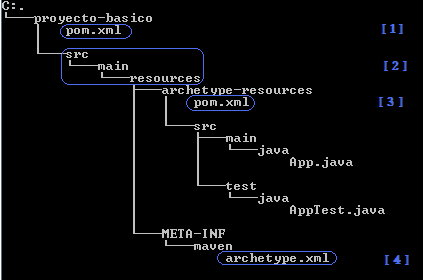 C:.
proyecto-basico
pom.xml [1]
src
main [2]
resources
archetype-resources
pom.xml [3]
src
main
java
App.java
test
java
AppTest.java
META-INF
maven
archetype.xml [4]